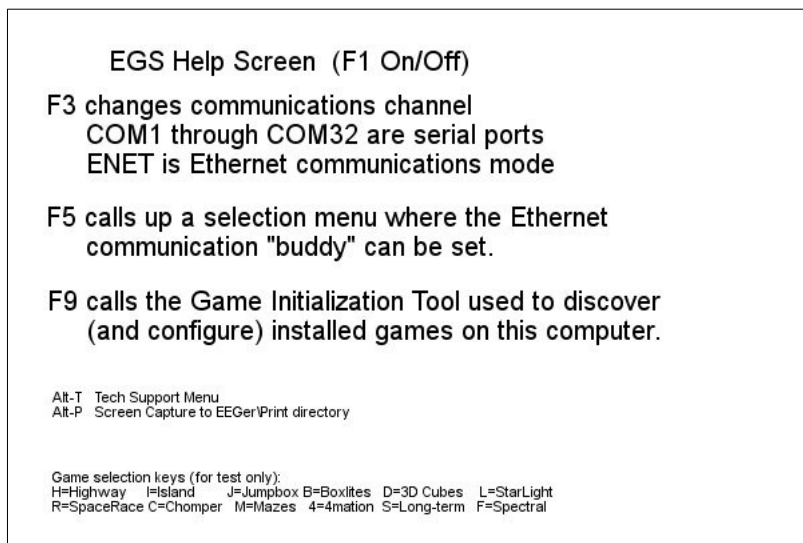 EGS Help Screen (F1 On/Off)
F3 changes communications channel
COM1 through COM32 are serial ports
ENET is Ethernet communications mode
F5 calls up a selection menu where the Ethernet
communication "buddy" can be set.
F9 calls the Game Initialization Tool used to discover
(and configure) installed games on this computer.
Alt-T Tech Support Menu
Alt-P Screen Capture to EEGer\Print directory
Game selection keys (for test only):
H=Highway I=Island J=Jumpbox B=Boxlites D=3D Cubes L=StarLight
R=SpaceRace C=Chomper M=Mazes 4=4mation S=Long-term F=Spectral